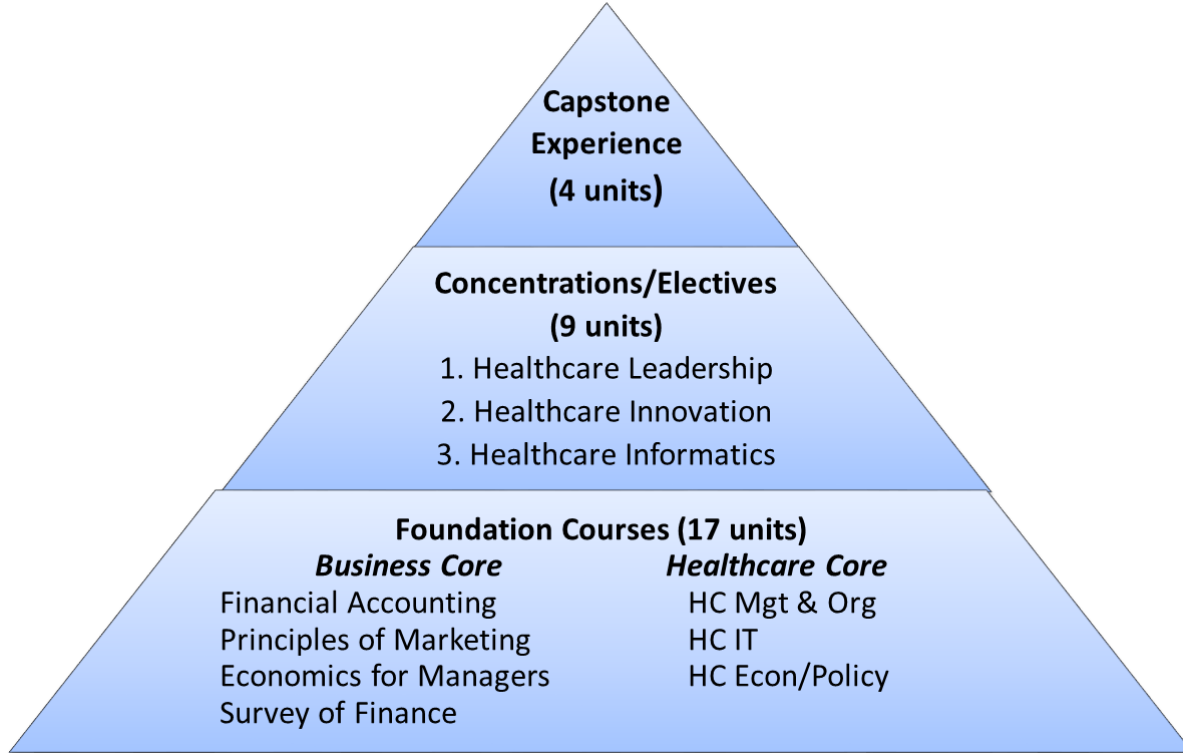 Capstone
Experience
(4 units)
Concentrations/Electives
(9 units)
1. Healthcare Leadership
2. Healthcare Innovation
3. Healthcare Informatics
Foundation Courses (17 units)
Business Core
Financial Accounting
Principles of Marketing
Economics for Managers
Survey of Finance
Healthcare Core
HC Mgt & Org
HC IT
HC Econ/Policy